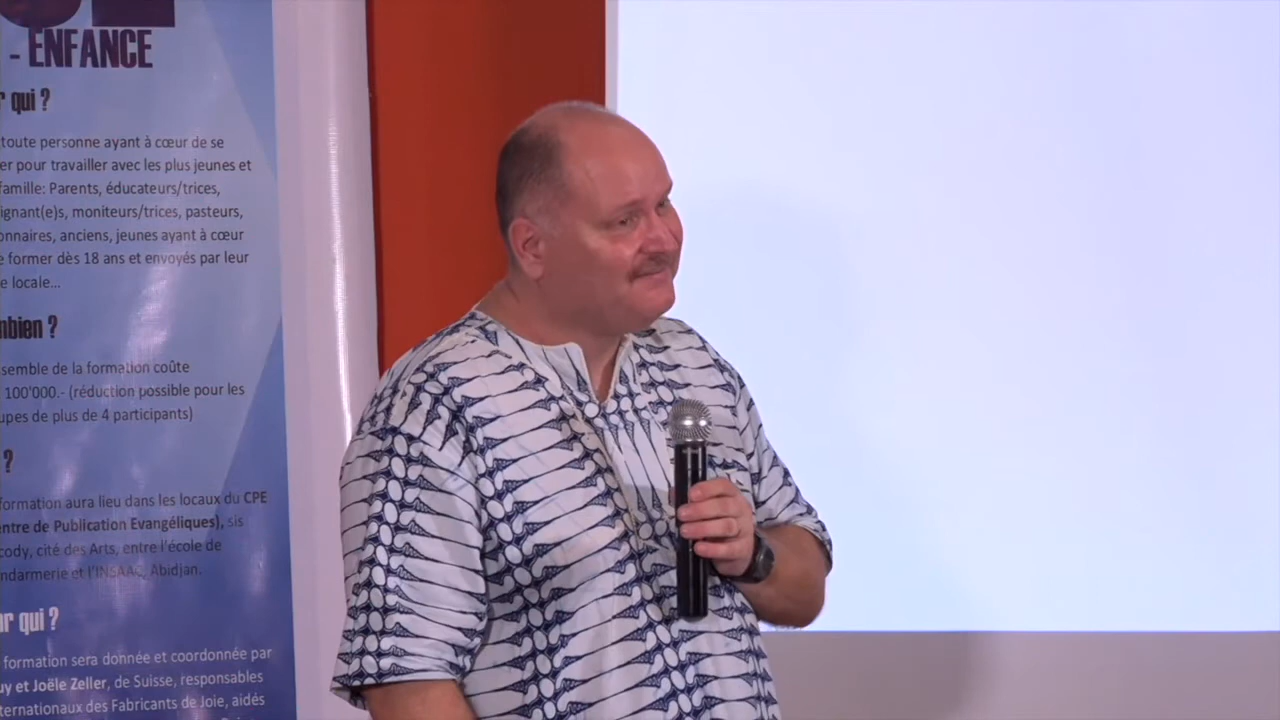 - ENFANCE
qui ?
toute personne ayant à cœur de se
er pour travailler avec les plus jeunes et
famille: Parents, éducateurs/trices,
ignant(e)s, moniteurs/trices, pasteurs,
onnaires, anciens, jeunes ayant à cœur
e former dès 18 ans et envoyés par leur
e locale...
nbien ?
semble de la formation coûte
100'000.- (réduction possible pour les
upes de plus de 4 participants)
?
formation aura lieu dans les locaux du CPE
entre de Publication Evangéliques), sis
cody, cité des Arts, entre l'école de
ndarmerie et l'INSAAC, Abidjan.
ar qui ?
formation sera donnée et coordonnée par
uy et Joële Zeller, de Suisse, responsables
nternationaux des Fabricants de Joie, aidés